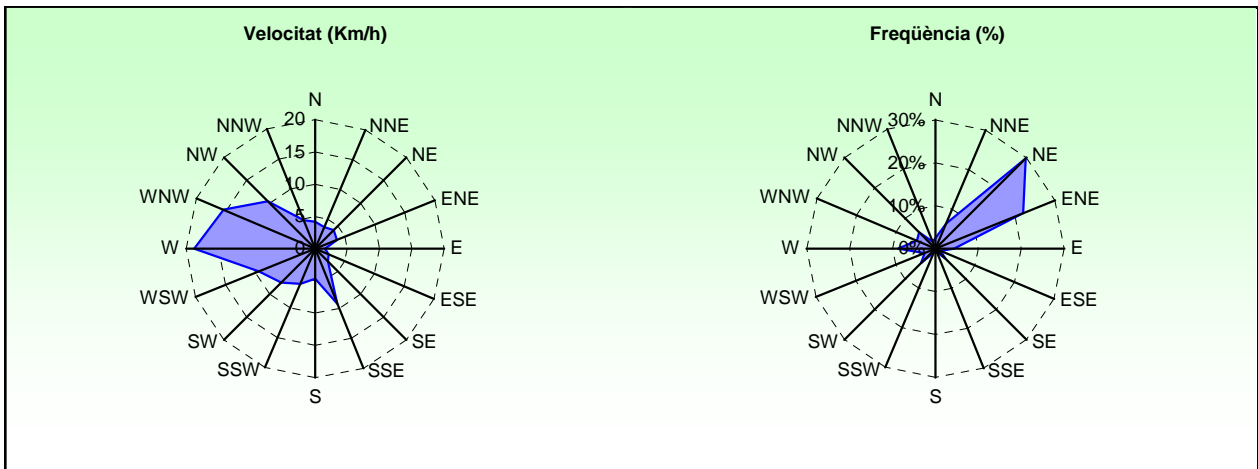 Velocitat (Km/h)
N
NNE
NE
ENE
E
ESE
SE
SSE
S
SSW
SW
WSW
W
WNW
NW
NNW
20
15
10
5
0
Freqüència (%)
N
NNE
NE
ENE
E
ESE
SE
SSE
S
SSW
SW
WSW
W
WNW
NW
NNW
30%
20%
10%
0%